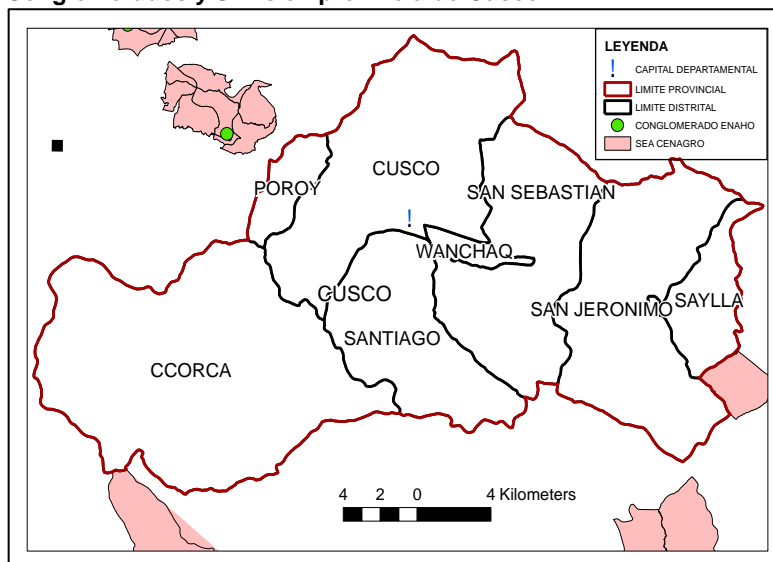 LEYENDA
! CAPITAL DEPARTAMENTAL
LIMITE PROVINCIAL
LIMITE DISTRITAL
CONGLOMERADO ENAHO
SEA CENAGRO
CUSCO
POROY
SAN SEBASTIAN
!
WANCHAQ
CUSCO
SAYLLA
SAN JERONIMO
SANTIAGO
CCORCA
4 2 0 4 Kilometers